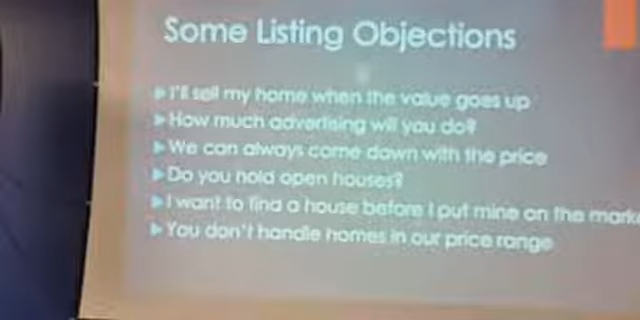 Some Listing Objections
I'll sell my home when the value goes up
How much advertising will you do?
We can always come down with the price
Do you hold open houses?
I want to find a house before I put mine on the
You don't handle homes in our price range